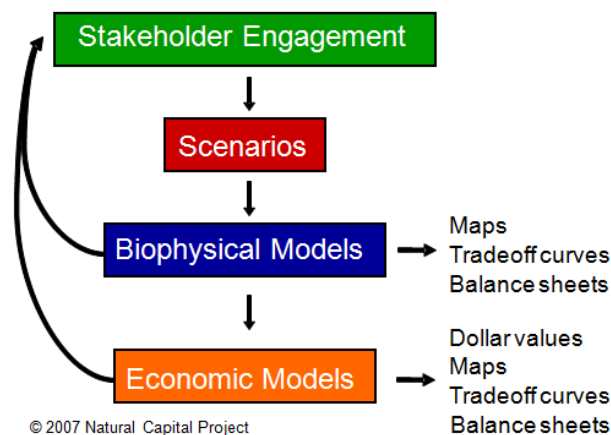 Stakeholder Engagement
Scenarios
Biophysical Models
Maps
Tradeoff curves
Balance sheets
Economic Models
Dollar values
Maps
Tradeoff curves
Balance sheets
© 2007 Natural Capital Project